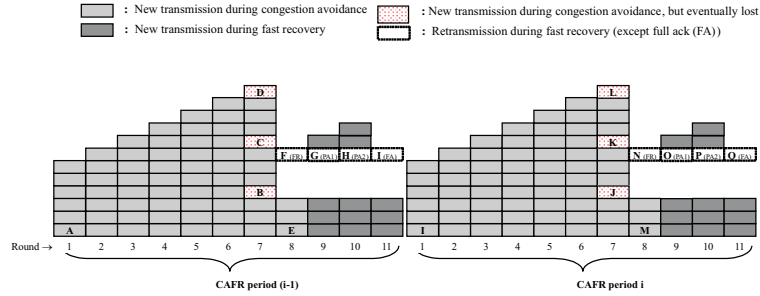 : New transmission during congestion avoidance
: New transmission during fast recovery
: New transmission during congestion avoidance, but eventually lost
: Retransmission during fast recovery (except full ack (FA))
D L
C K
F (FR) G (PA1) H (PA2) I (FA) N (FR) O (PA1) P (PA2) Q (FA)
B J
A E I M
Round → 1 2 3 4 5 6 7 8 9 10 11 1 2 3 4 5 6 7 8 9 10 11
CAFR period (i-1) CAFR period i